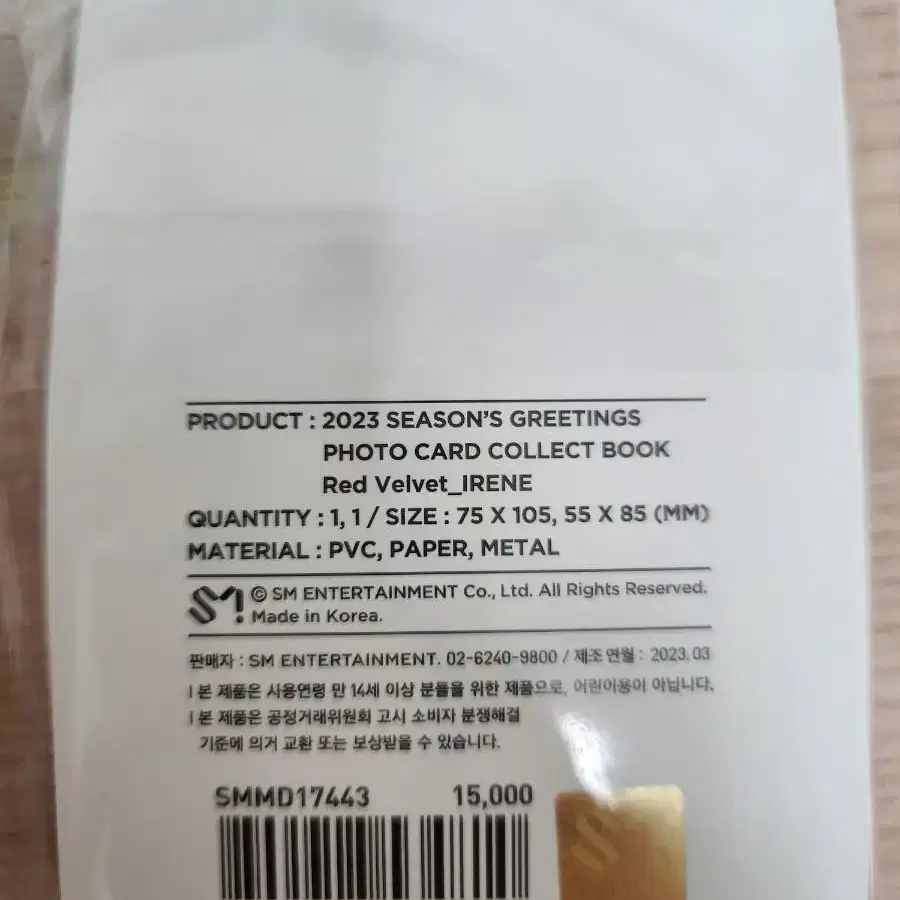 PRODUCT : 2023 SEASON'S GREETINGS
PHOTO CARD COLLECT BOOK
Red Velvet_IRENE
QUANTITY : 1, 1 / SIZE : 75 X 105, 55 X 85 (MM)
MATERIAL : PVC, PAPER, METAL
SM! © SM ENTERTAINMENT Co., Ltd. All Rights Reserved.
Made in Korea.
판매자 : SM ENTERTAINMENT. 02-6240-9800 / 제조연월 : 2023. 03
l 본 제품은 사용연령 만 14세 이상 분들을 위한 제품으로, 어린이용이 아닙니다.
l 본 제품은 공정거래위원회 고시 소비자 분쟁해결
기준에 의거 교환 또는 보상받을 수 있습니다.
SMMD17443 15,000